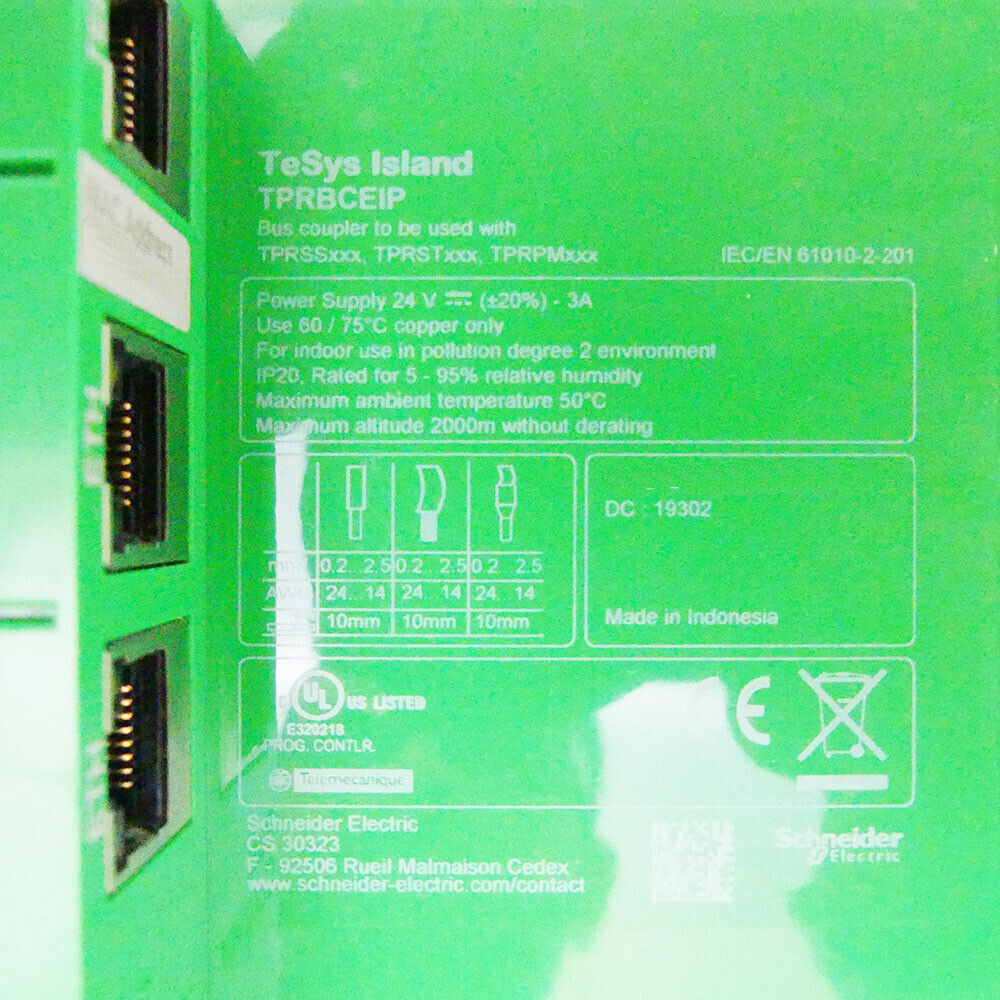 TeSys Island
TPRBCEIP
Bus coupler to be used with
TPRSSxxx, TPRSTxxx, TPRPMxxx
IEC/EN 61010-2-201
Power Supply 24 V ⎓ (±20%) - 3A
Use 60 / 75°C copper only
For indoor use in pollution degree 2 environment
IP20, Rated for 5 - 95% relative humidity
Maximum ambient temperature 50°C
Maximum altitude 2000m without derating
0.2...2.5 0.2...2.5 0.2...2.5
24...14 24...14 24...14
10mm 10mm 10mm
DC : 19302
Made in Indonesia
C UL US LISTED
E320218
PROG. CONTLR.
Telemecanique
CE
Schneider Electric
CS 30323
F - 92506 Rueil Malmaison Cedex
www.schneider-electric.com/contact
Schneider
Electric